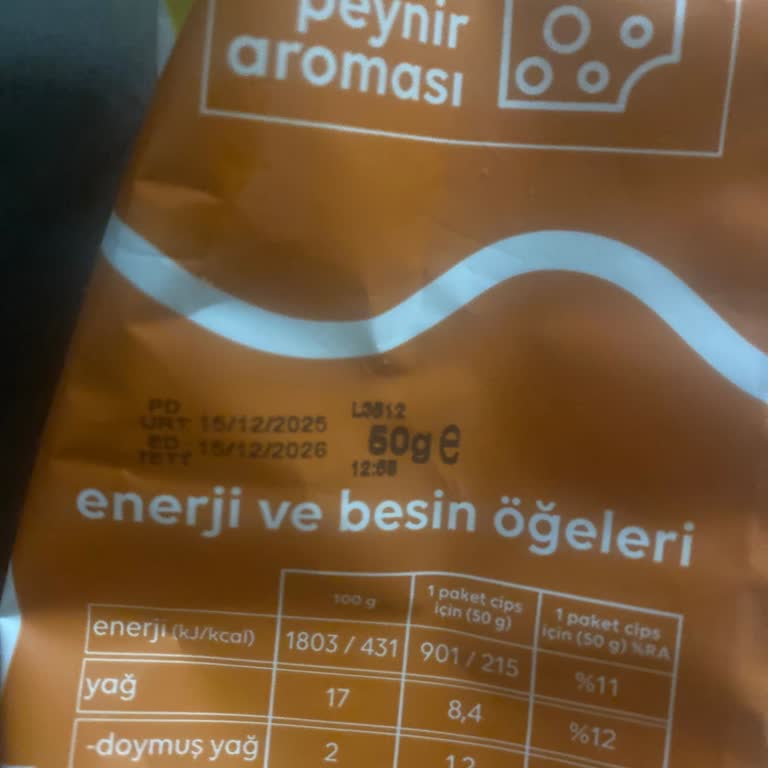 peynir
aroması
PD
ÜRT 15/12/2025
ED
TETT 15/12/2026
50g e
enerji ve besin öğeleri
100 g
1 paket cips
için (50 g)
1 paket cips
için (50 g) %RA
enerji (kJ/kcal) 1803 / 431 901 / 215 %11
yağ 17 8,4 %12
-doymuş yağ 2